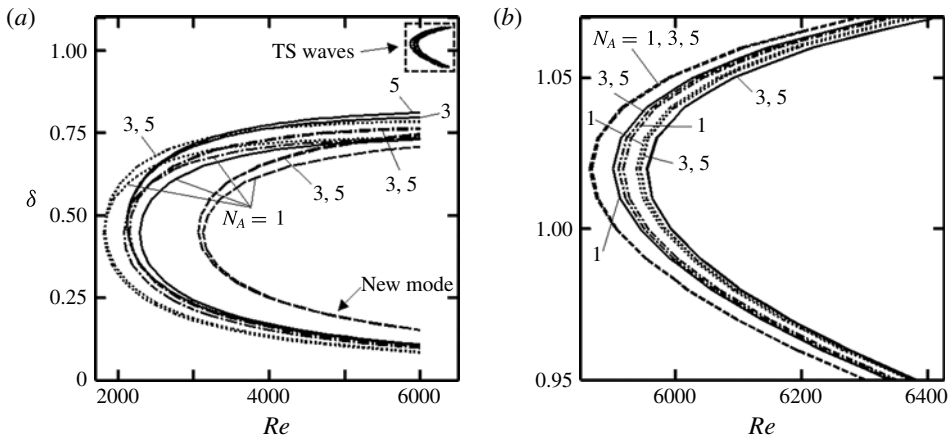 (a)
1.00
0.75
0.50
0.25
0
δ
2000
4000
6000
Re
TS waves
5
3
3, 5
3, 5
3, 5
N_A = 1
New mode
(b)
1.05
1.00
0.95
6000
6200
6400
Re
N_A = 1, 3, 5
3, 5
1
1
3, 5
3, 5
1